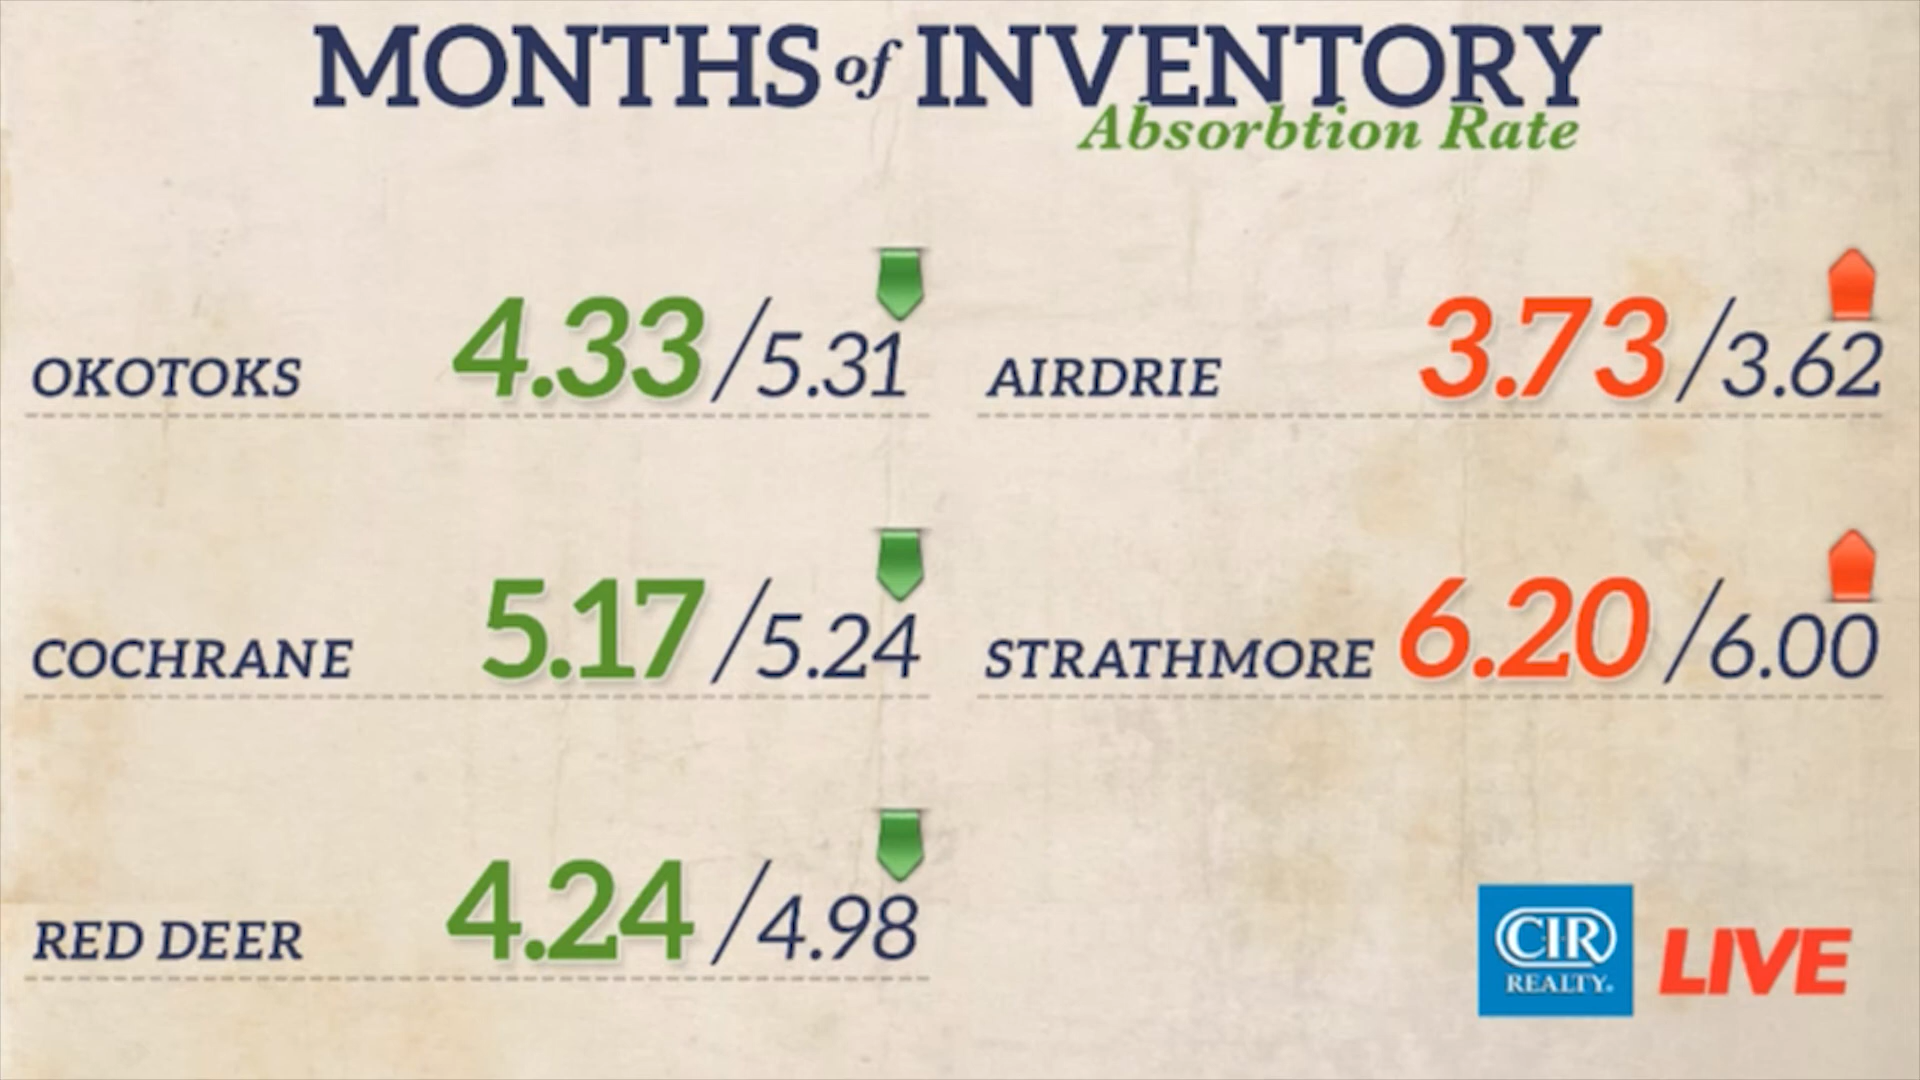 MONTHS of INVENTORY
Absorbtion Rate
OKOTOKS 4.33/5.31
AIRDRIE 3.73/3.62
COCHRANE 5.17/5.24
STRATHMORE 6.20/6.00
RED DEER 4.24/4.98
CIR
REALTY
LIVE